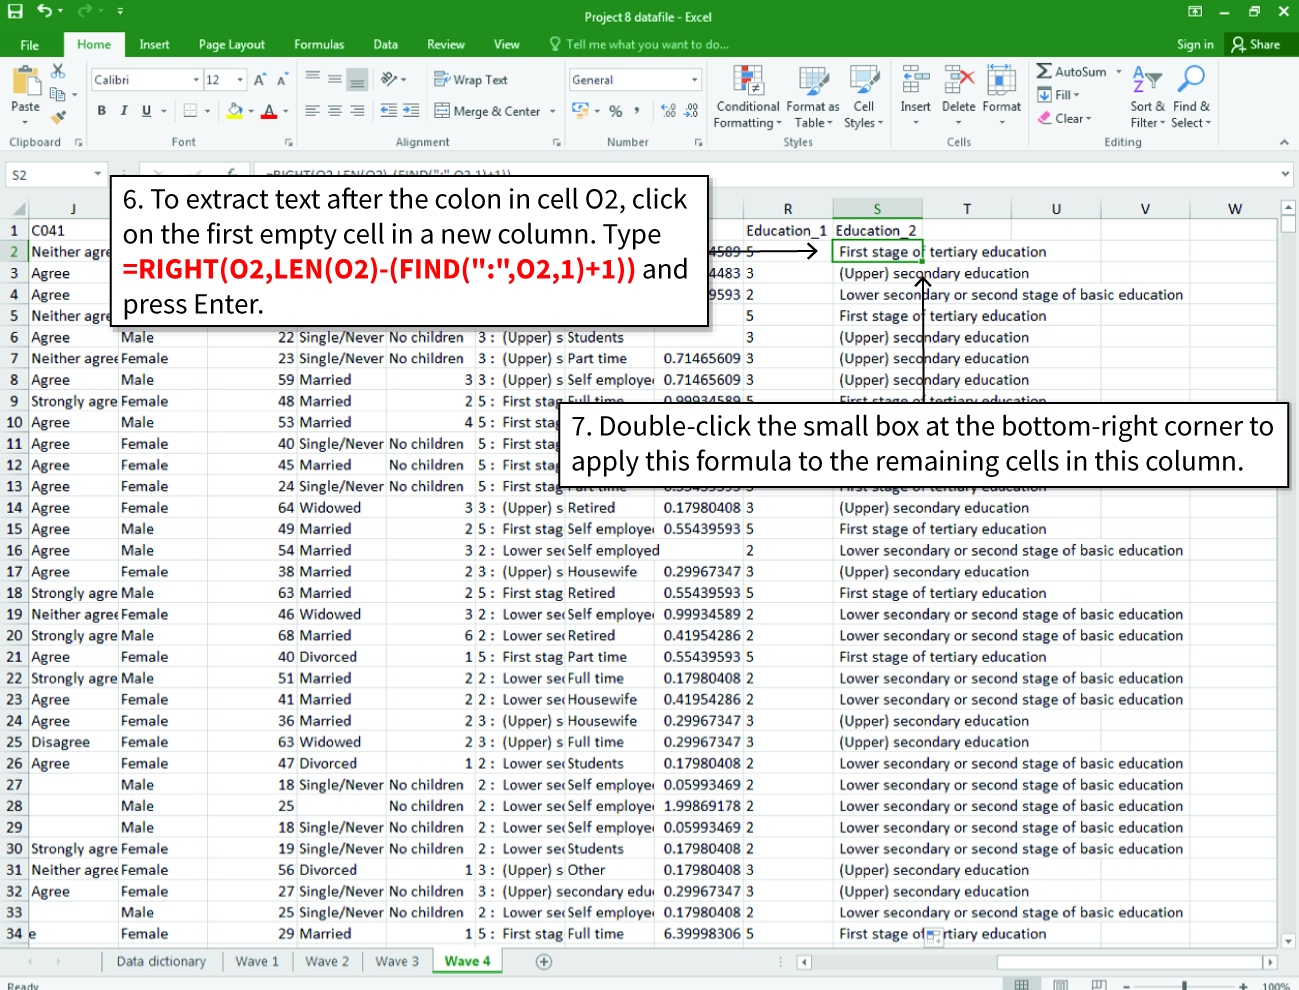 Project 8 datafile - Excel
File Home Insert Page Layout Formulas Data Review View Tell me what you want to do... Sign in Share
Paste Calibri 12 Wrap Text General Conditional Formatting Format as Table Cell Styles Insert Delete Format AutoSum Sort & Filter Find & Select
B I U Merge & Center % Fill
Clear
Clipboard Font Alignment Number Styles Cells Editing
S2 =RIGHT(O2,LEN(O2)-(FIND(":",O2,1)+1))
6. To extract text after the colon in cell O2, click
on the first empty cell in a new column. Type
=RIGHT(O2,LEN(O2)-(FIND(":",O2,1)+1)) and
press Enter.
J R S T U V W
1 C041 Education_1 Education_2
2 Neither agre 4589 5 First stage of tertiary education
3 Agree 4483 3 (Upper) secondary education
4 Agree 9593 2 Lower secondary or second stage of basic education
5 Neither agre 5 First stage of tertiary education
6 Agree Male 22 Single/Never No children 3 : (Upper) s Students 3 (Upper) secondary education
7 Neither agre Female 23 Single/Never No children 3 : (Upper) s Part time 0.71465609 3 (Upper) secondary education
8 Agree Male 59 Married 3 3 : (Upper) s Self employe 0.71465609 3 (Upper) secondary education
9 Strongly agre Female 48 Married 2 5 : First stag Full time 0.99934589 5 First stage of tertiary education
10 Agree Male 53 Married 4 5 : First stag
11 Agree Female 40 Single/Never No children 5 : First stag
12 Agree Female 45 Married No children 5 : First stag
13 Agree Female 24 Single/Never No children 5 : First stag Part time 0.55439593 5 First stage of tertiary education
7. Double-click the small box at the bottom-right corner to
apply this formula to the remaining cells in this column.
14 Agree Female 64 Widowed 3 3 : (Upper) s Retired 0.17980408 3 (Upper) secondary education
15 Agree Male 49 Married 2 5 : First stag Self employe 0.55439593 5 First stage of tertiary education
16 Agree Male 54 Married 3 2 : Lower sec Self employed 2 Lower secondary or second stage of basic education
17 Agree Female 38 Married 2 3 : (Upper) s Housewife 0.29967347 3 (Upper) secondary education
18 Strongly agre Male 63 Married 2 5 : First stag Retired 0.55439593 5 First stage of tertiary education
19 Neither agre Female 46 Widowed 3 2 : Lower sec Self employe 0.99934589 2 Lower secondary or second stage of basic education
20 Strongly agre Male 68 Married 6 2 : Lower sec Retired 0.41954286 2 Lower secondary or second stage of basic education
21 Agree Female 40 Divorced 1 5 : First stag Part time 0.55439593 5 First stage of tertiary education
22 Strongly agre Male 51 Married 2 2 : Lower sec Full time 0.17980408 2 Lower secondary or second stage of basic education
23 Agree Female 41 Married 2 2 : Lower sec Housewife 0.41954286 2 Lower secondary or second stage of basic education
24 Agree Female 36 Married 2 3 : (Upper) s Housewife 0.29967347 3 (Upper) secondary education
25 Disagree Female 63 Widowed 2 3 : (Upper) s Full time 0.29967347 3 (Upper) secondary education
26 Agree Female 47 Divorced 1 2 : Lower sec Students 0.17980408 2 Lower secondary or second stage of basic education
27 Male 18 Single/Never No children 2 : Lower sec Self employe 0.05993469 2 Lower secondary or second stage of basic education
28 Male 25 No children 2 : Lower sec Self employe 1.99869178 2 Lower secondary or second stage of basic education
29 Male 18 Single/Never No children 2 : Lower sec Self employe 0.05993469 2 Lower secondary or second stage of basic education
30 Strongly agre Female 19 Single/Never No children 2 : Lower sec Students 0.17980408 2 Lower secondary or second stage of basic education
31 Neither agre Female 56 Divorced 1 3 : (Upper) s Other 0.17980408 3 (Upper) secondary education
32 Agree Female 27 Single/Never No children 3 : (Upper) secondary edu 0.29967347 3 (Upper) secondary education
33 Male 25 Single/Never No children 2 : Lower sec Self employe 0.17980408 2 Lower secondary or second stage of basic education
34 e Female 29 Married 1 5 : First stag Full time 6.39998306 5 First stage of rtiary education
Data dictionary Wave 1 Wave 2 Wave 3 Wave 4
Ready 100%